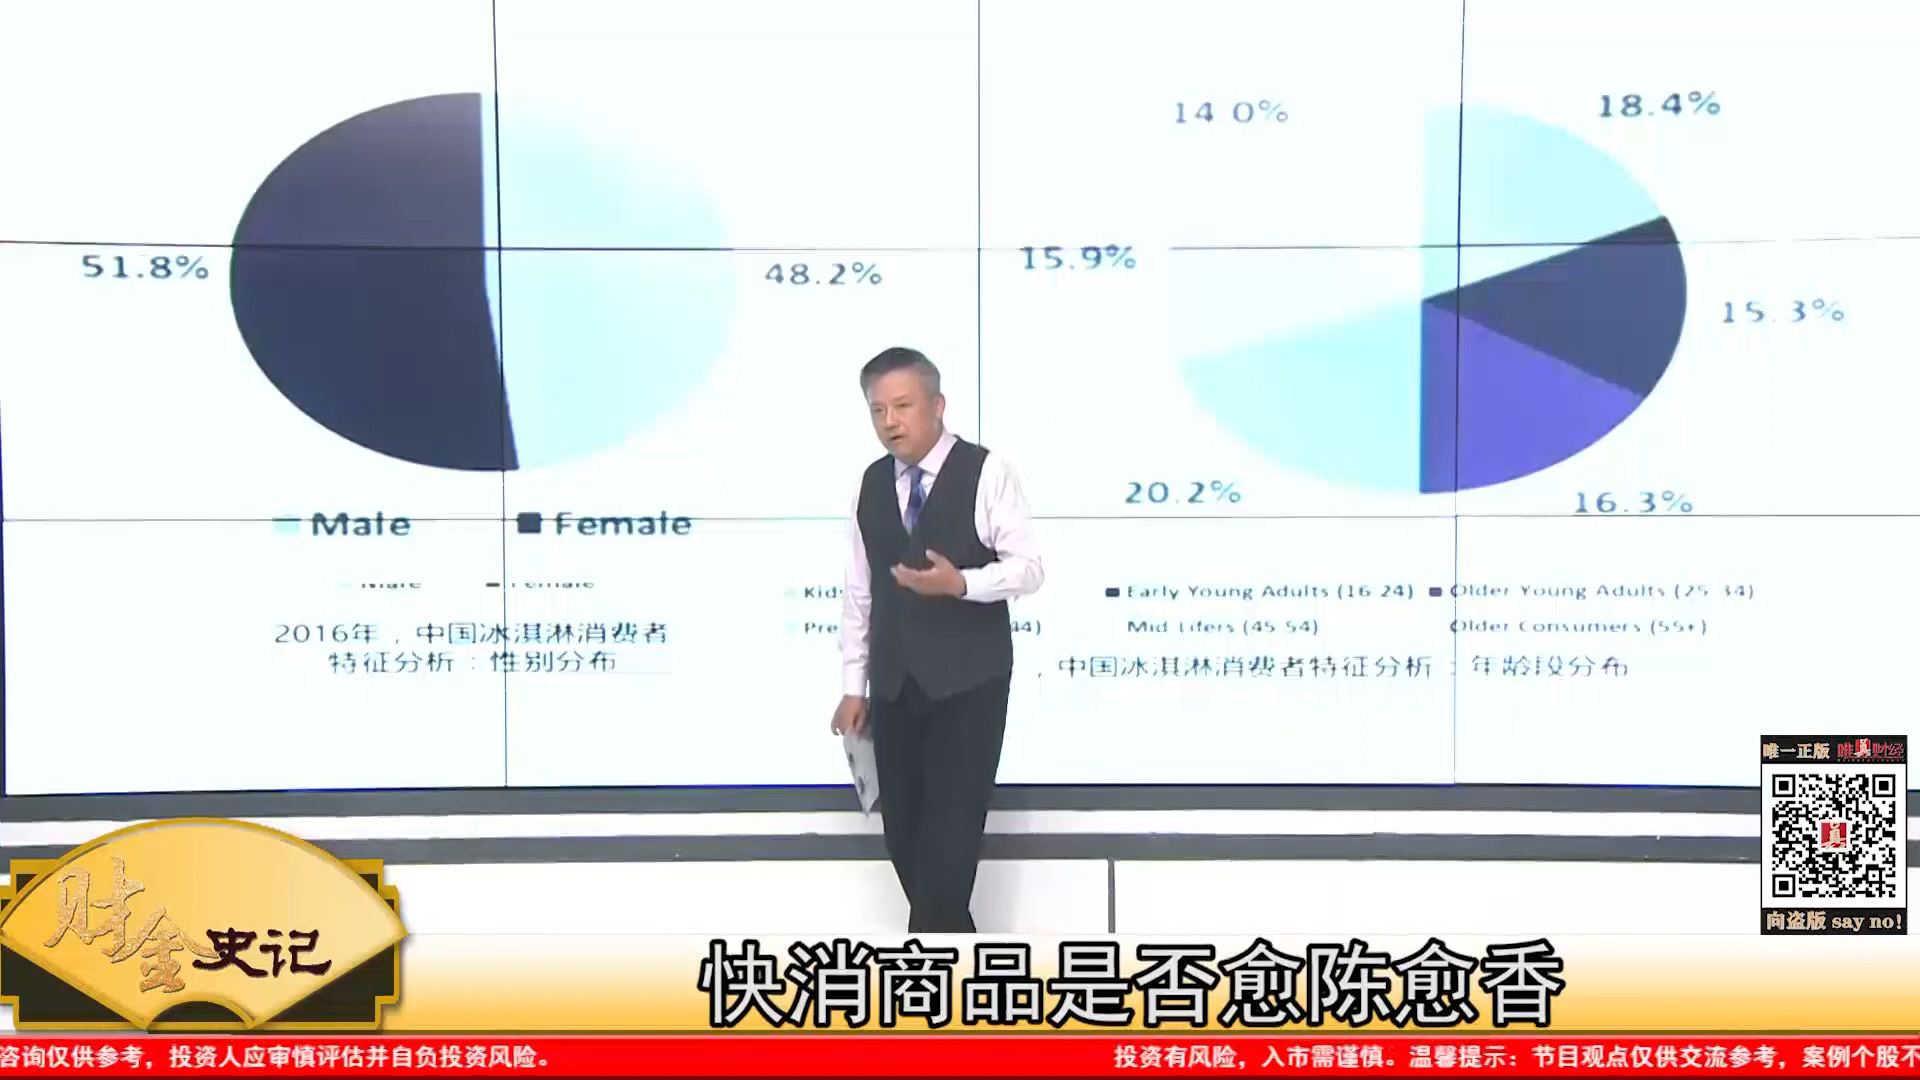 14.0%
18.4%
51.8%
48.2%
15.9%
15.3%
20.2%
16.3%
Male
Female
Male
Female
Early Young Adults (16-24)
Older Young Adults (25-34)
44)
Mid-Lifers (45-54)
Older Consumers (55+)
2016年，中国冰淇淋消费者
特征分析：性别分布
，中国冰淇淋消费者特征分析：年龄段分布
唯一正版 唯真财经
向盗版 say no!
财金史记
快消商品是否愈陈愈香
咨询仅供参考，投资人应审慎评估并自负投资风险。
投资有风险，入市需谨慎。温馨提示：节目观点仅供交流参考，案例个股不